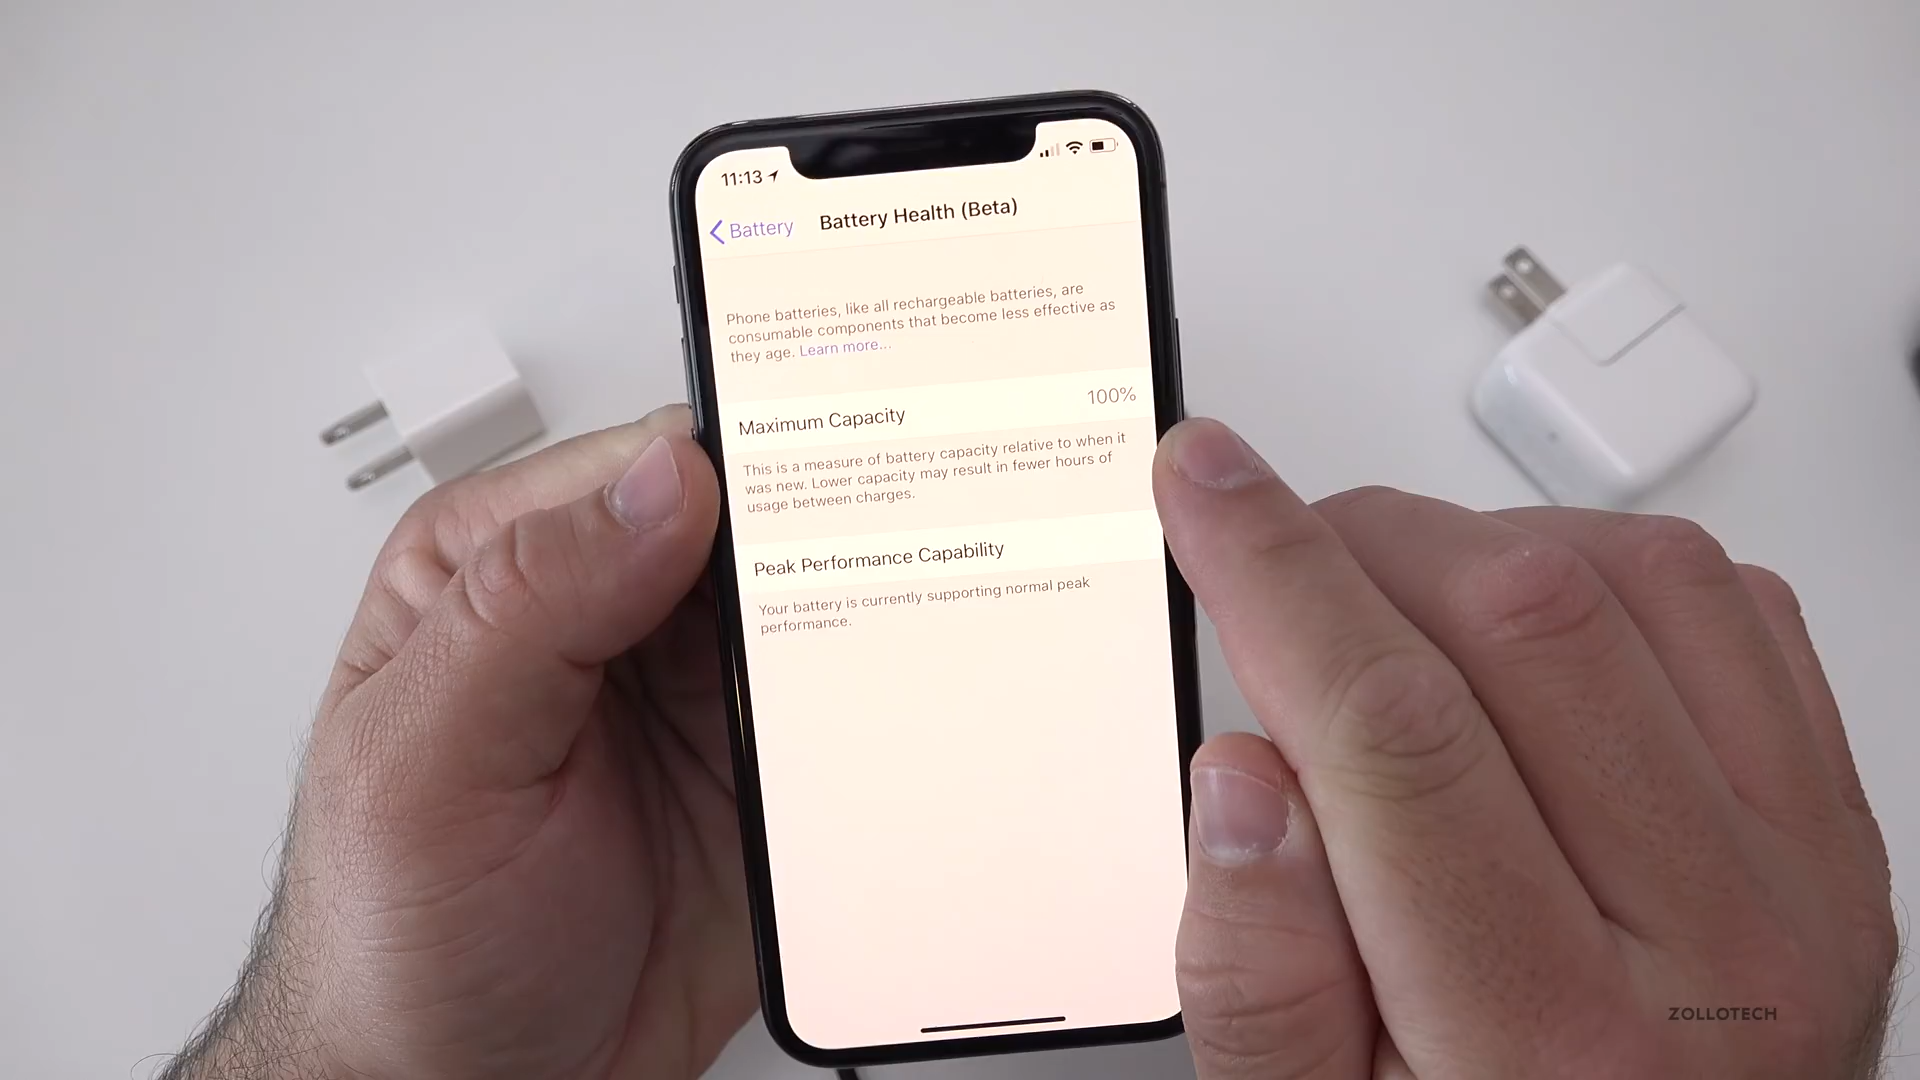 11:13
Battery
Battery Health (Beta)
Phone batteries, like all rechargeable batteries, are
consumable components that become less effective as
they age. Learn more...
Maximum Capacity
100%
This is a measure of battery capacity relative to when it
was new. Lower capacity may result in fewer hours of
usage between charges.
Peak Performance Capability
Your battery is currently supporting normal peak
performance.
ZOLLOTECH